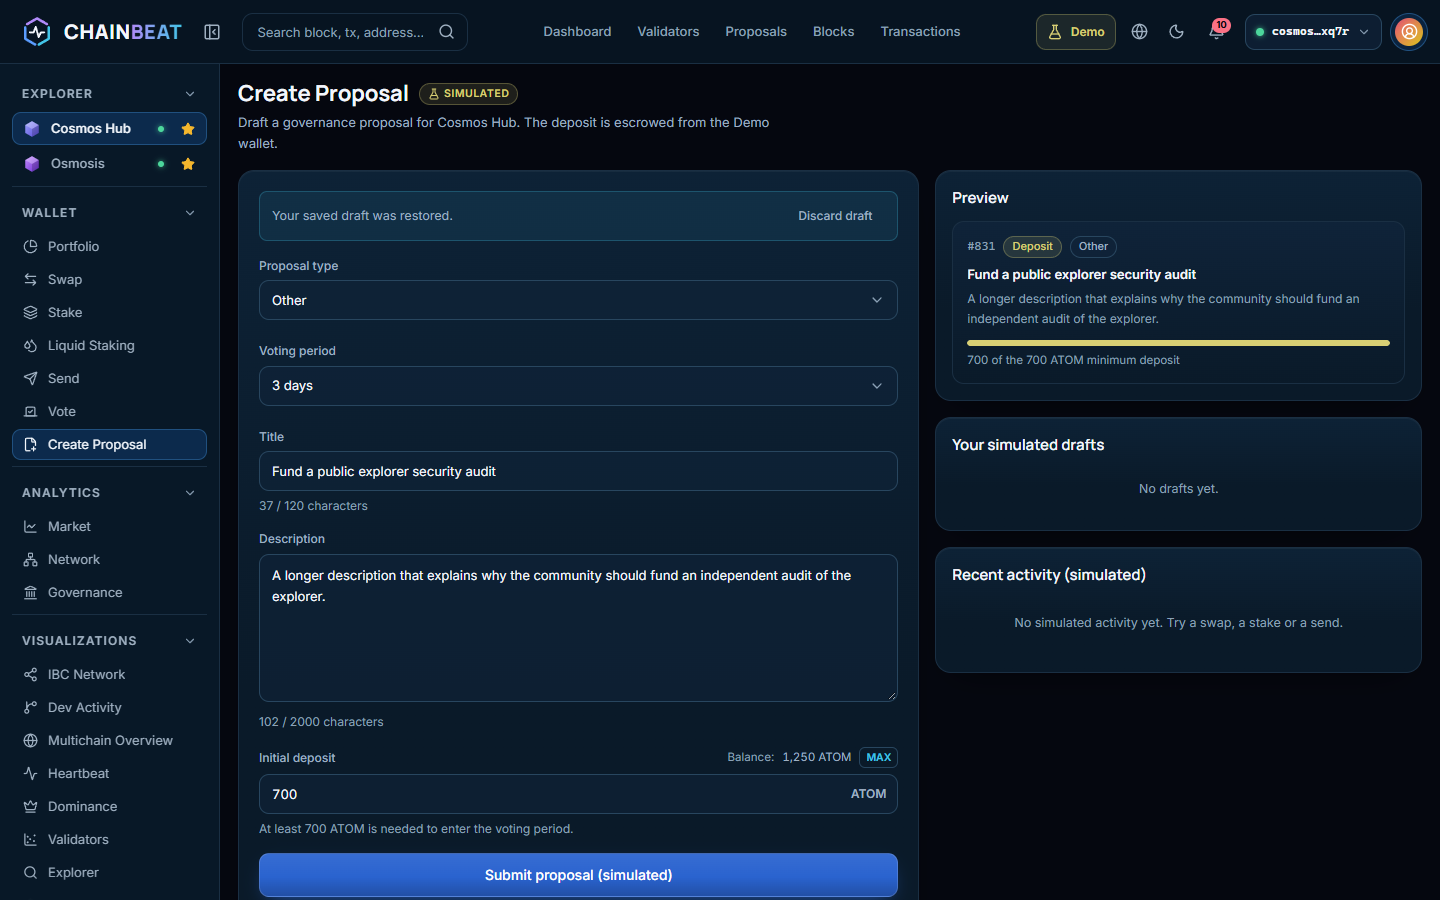 CHAINBEAT
Search block, tx, address...
Dashboard
Validators
Proposals
Blocks
Transactions
Demo
10
cosmos…xq7r
EXPLORER
Cosmos Hub
Osmosis
WALLET
Portfolio
Swap
Stake
Liquid Staking
Send
Vote
Create Proposal
ANALYTICS
Market
Network
Governance
VISUALIZATIONS
IBC Network
Dev Activity
Multichain Overview
Heartbeat
Dominance
Validators
Explorer
Create Proposal
SIMULATED
Draft a governance proposal for Cosmos Hub. The deposit is escrowed from the Demo
wallet.
Your saved draft was restored.
Discard draft
Proposal type
Other
Voting period
3 days
Title
Fund a public explorer security audit
37 / 120 characters
Description
A longer description that explains why the community should fund an independent audit of the
explorer.
102 / 2000 characters
Initial deposit
Balance: 1,250 ATOM
MAX
700
ATOM
At least 700 ATOM is needed to enter the voting period.
Submit proposal (simulated)
Preview
#831
Deposit
Other
Fund a public explorer security audit
A longer description that explains why the community should fund an
independent audit of the explorer.
700 of the 700 ATOM minimum deposit
Your simulated drafts
No drafts yet.
Recent activity (simulated)
No simulated activity yet. Try a swap, a stake or a send.